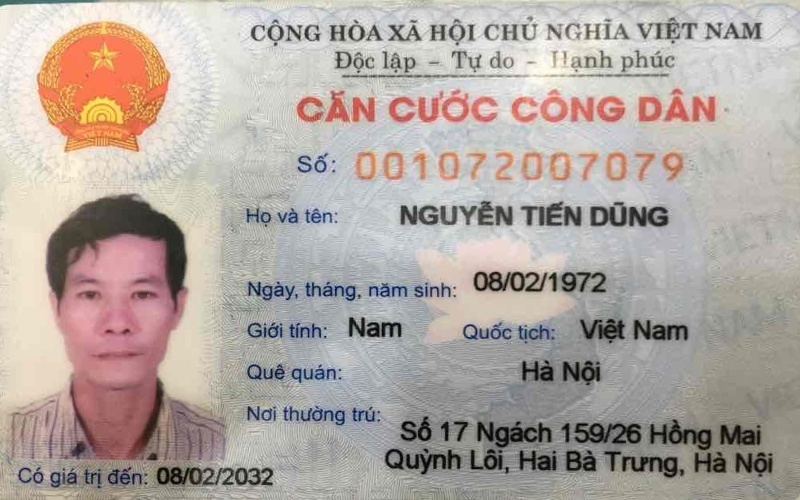 CỘNG HÒA XÃ HỘI CHỦ NGHĨA VIỆT NAM
Độc lập – Tự do – Hạnh phúc
CĂN CƯỚC CÔNG DÂN
Số: 001072007079
Họ và tên: NGUYỄN TIẾN DŨNG
Ngày, tháng, năm sinh: 08/02/1972
Giới tính: Nam Quốc tịch: Việt Nam
Quê quán: Hà Nội
Nơi thường trú: Số 17 Ngách 159/26 Hồng Mai
Quỳnh Lôi, Hai Bà Trưng, Hà Nội
Có giá trị đến: 08/02/2032